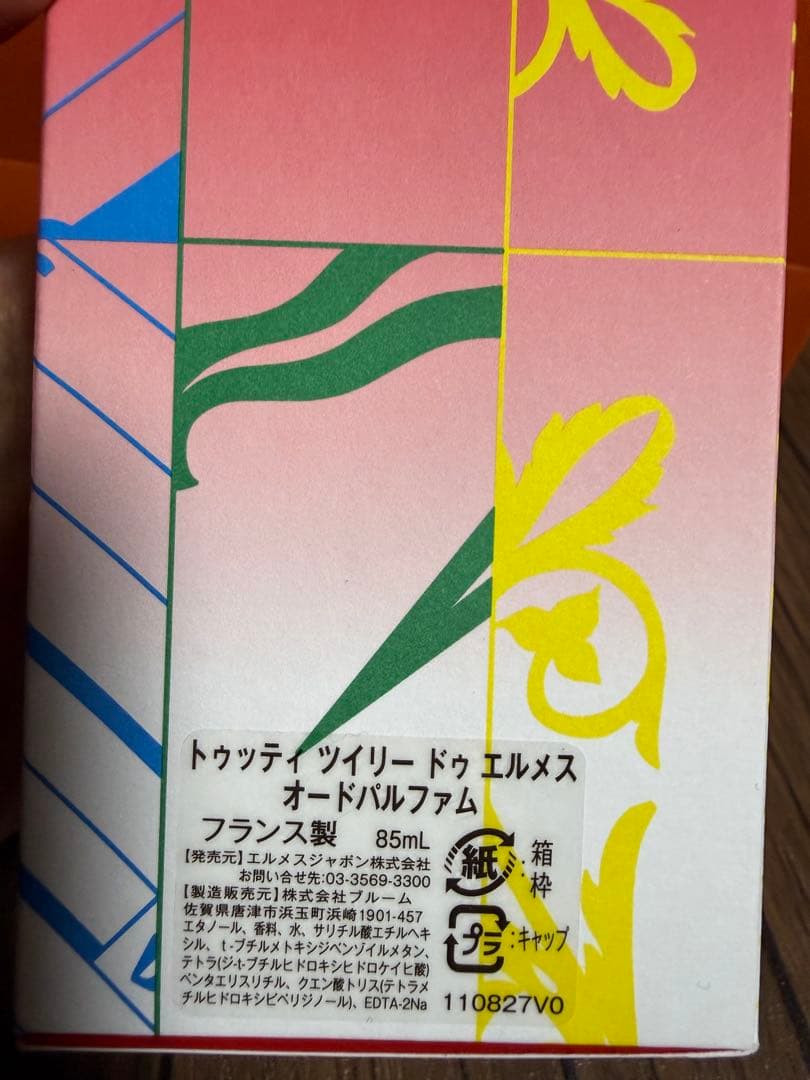 トゥッティ ツイリー ドゥ エルメス
オードパルファム
フランス製 85mL
【発売元】エルメスジャポン株式会社
お問い合せ先:03-3569-3300
【製造販売元】株式会社ブルーム
佐賀県唐津市浜玉町浜崎1901-457
エタノール、香料、水、サリチル酸エチルヘキ
シル、t-ブチルメトキシジベンゾイルメタン、
テトラ(ジ-t-ブチルヒドロキシヒドロケイヒ酸)
ペンタエリスリチル、クエン酸トリス(テトラメ
チルヒドロキシピペリジノール)、EDTA-2Na
紙:箱
枠
プラ:キャップ
110827V0